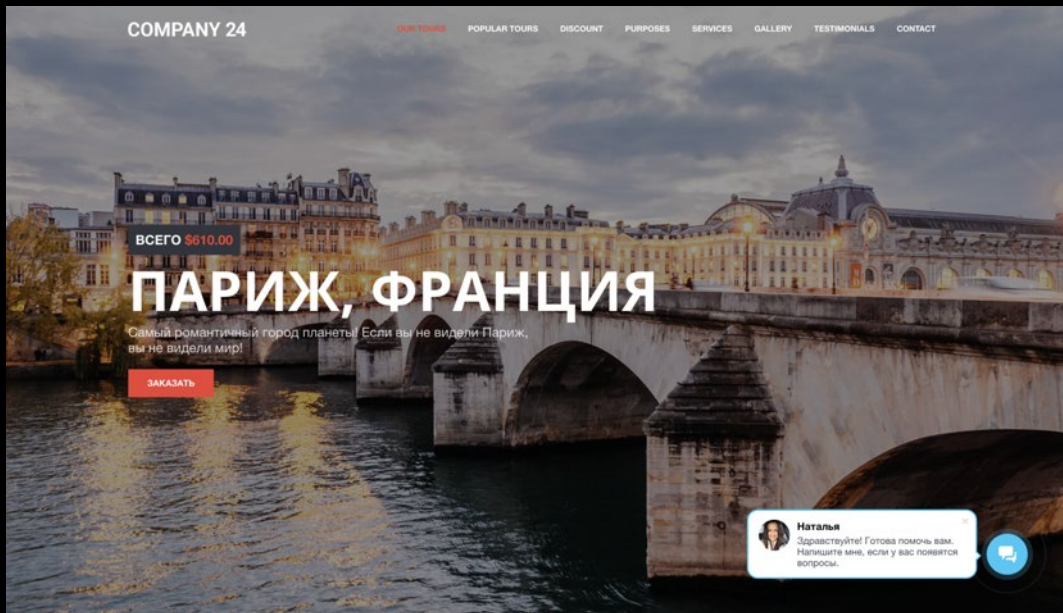 COMPANY 24
OUR TOURS POPULAR TOURS DISCOUNT PURPOSES SERVICES GALLERY TESTIMONIALS CONTACT
ВСЕГО $610.00
ПАРИЖ, ФРАНЦИЯ
Самый романтичный город планеты! Если вы не видели Париж,
вы не видели мир!
ЗАКАЗАТЬ
Наталья
Здравствуйте! Готова помочь вам.
Напишите мне, если у вас появятся
вопросы.